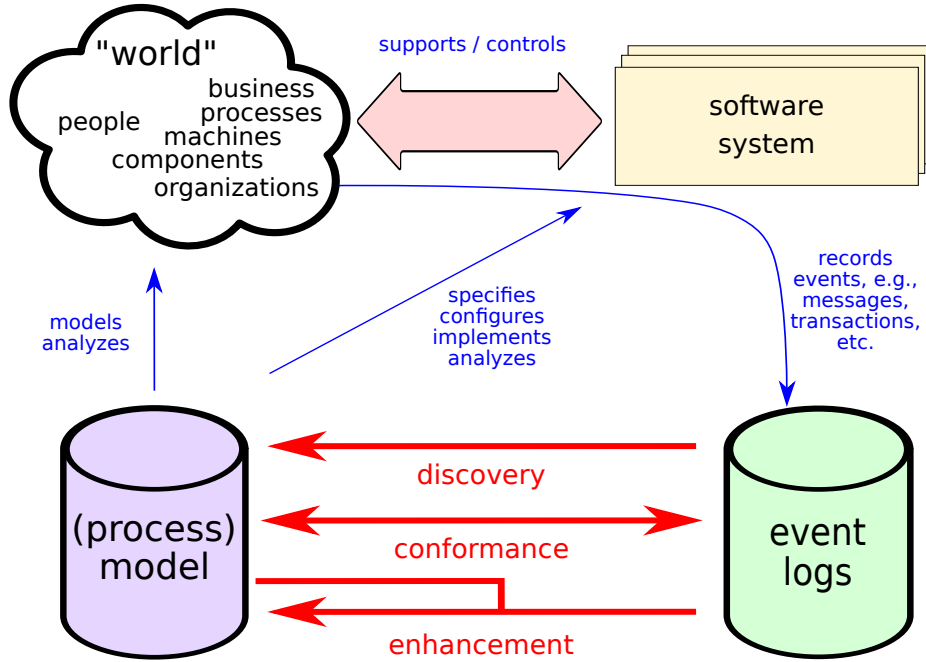 "world"
business
processes
people
machines
components
organizations
supports / controls
software
system
models
analyzes
specifies
configures
implements
analyzes
records
events, e.g.,
messages,
transactions,
etc.
(process)
model
discovery
conformance
enhancement
event
logs